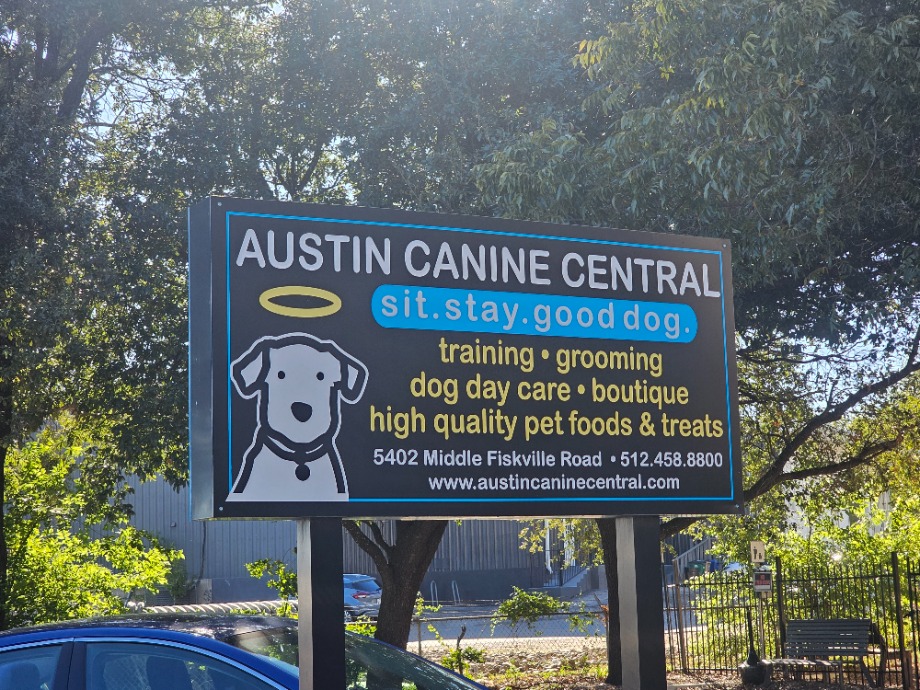 AUSTIN CANINE CENTRAL
sit.stay.good dog.
training • grooming
dog day care • boutique
high quality pet foods & treats
5402 Middle Fiskville Road • 512.458.8800
www.austincaninecentral.com